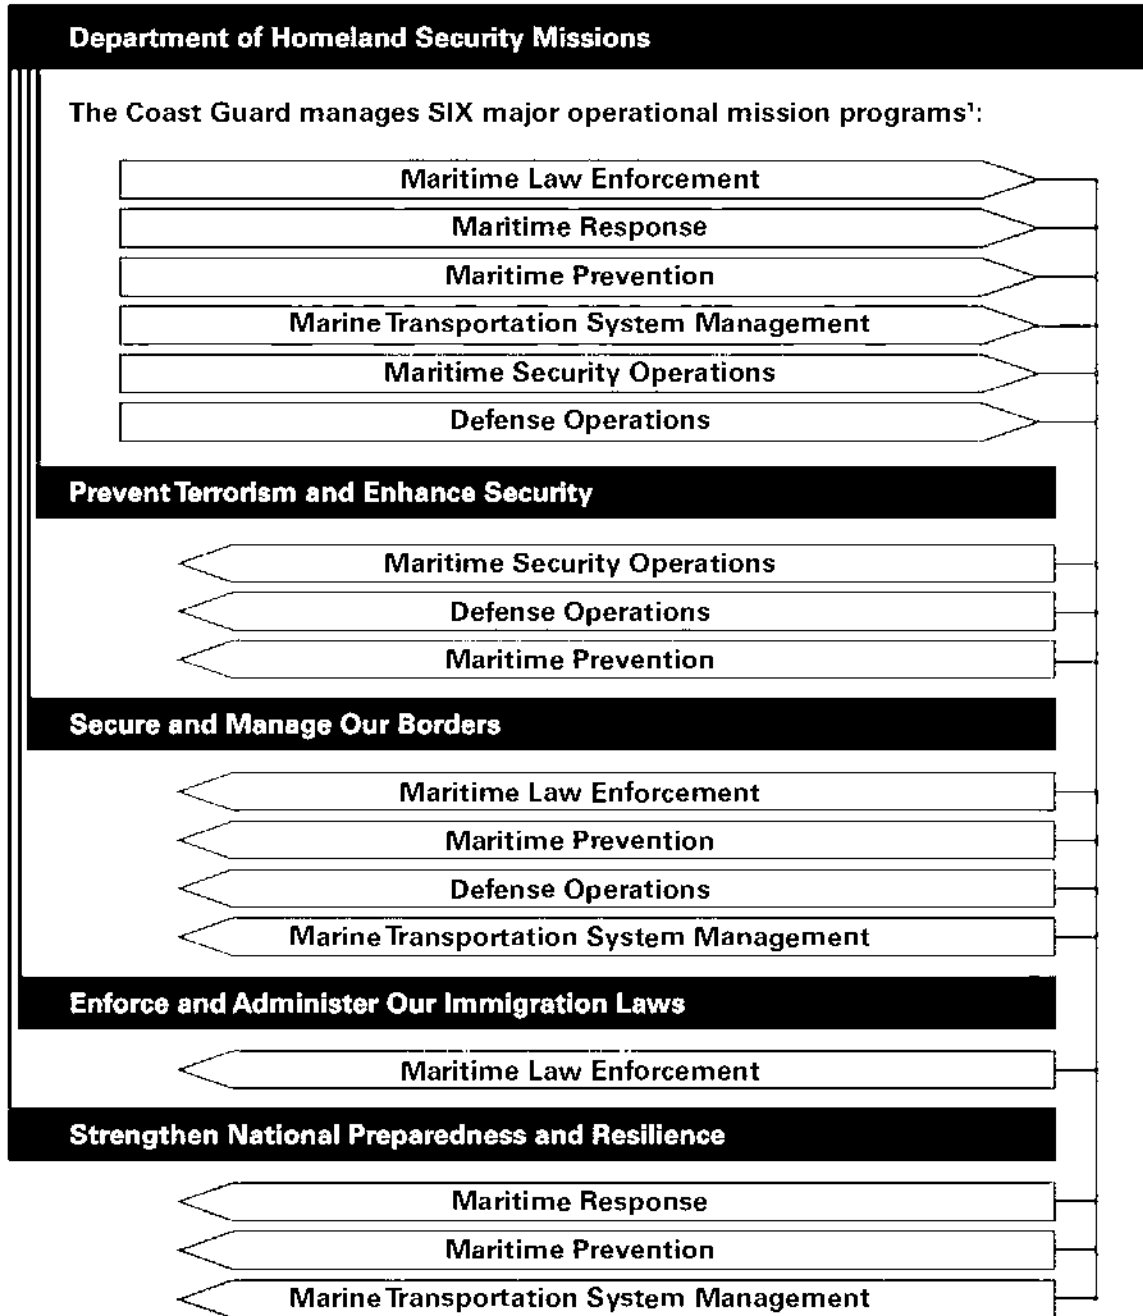 Department of Homeland Security Missions
The Coast Guard manages SIX major operational mission programs¹:
Maritime Law Enforcement
Maritime Response
Maritime Prevention
Marine Transportation System Management
Maritime Security Operations
Defense Operations
Prevent Terrorism and Enhance Security
Maritime Security Operations
Defense Operations
Maritime Prevention
Secure and Manage Our Borders
Maritime Law Enforcement
Maritime Prevention
Defense Operations
Marine Transportation System Management
Enforce and Administer Our Immigration Laws
Maritime Law Enforcement
Strengthen National Preparedness and Resilience
Maritime Response
Maritime Prevention
Marine Transportation System Management